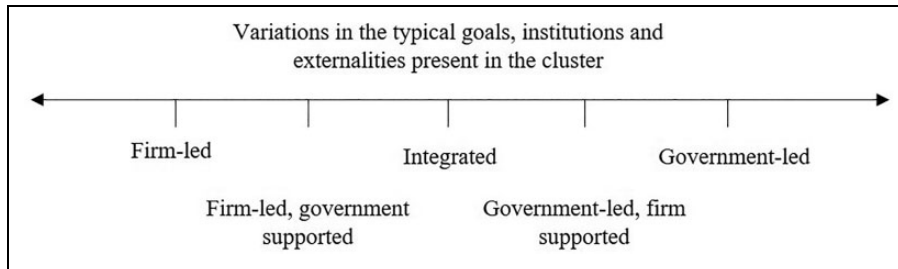 Variations in the typical goals, institutions and
externalities present in the cluster
Firm-led
Integrated
Government-led
Firm-led, government
supported
Government-led, firm
supported